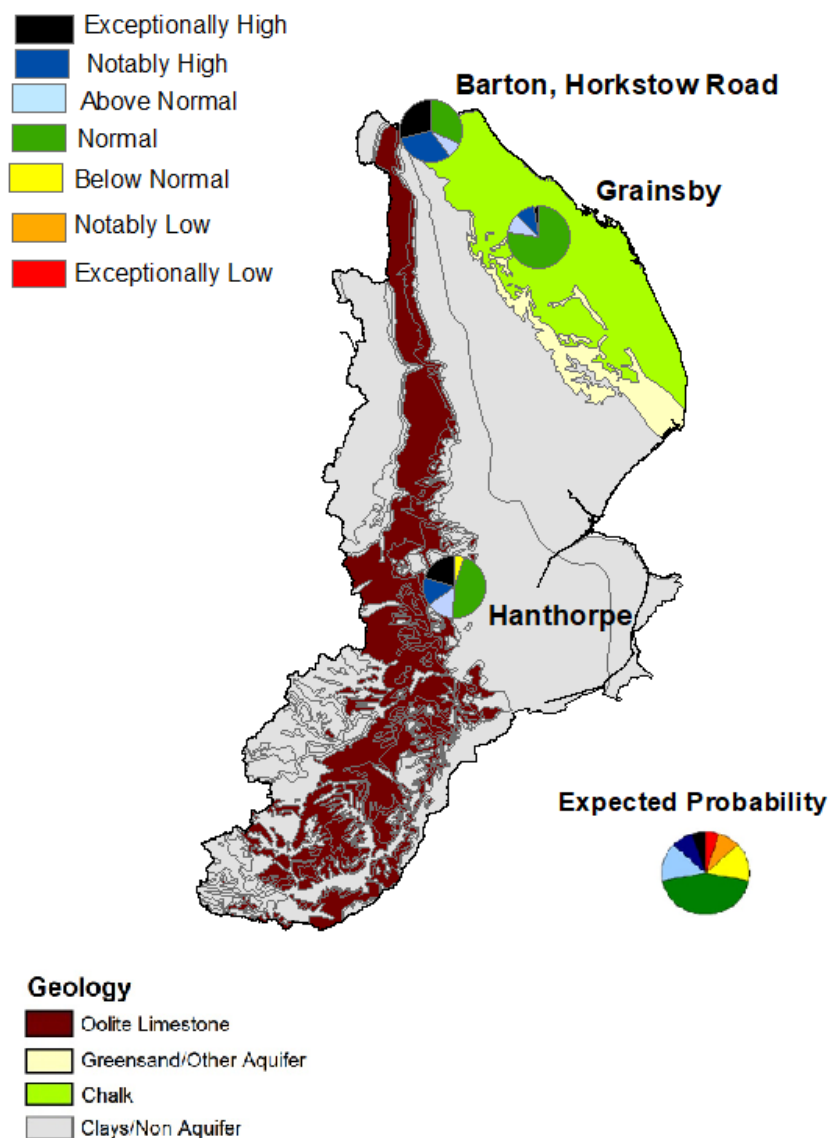 Exceptionally High
Notably High
Above Normal
Normal
Below Normal
Notably Low
Exceptionally Low
Barton, Horkstow Road
Grainsby
Hanthorpe
Expected Probability
Geology
Oolite Limestone
Greensand/Other Aquifer
Chalk
Clays/Non Aquifer